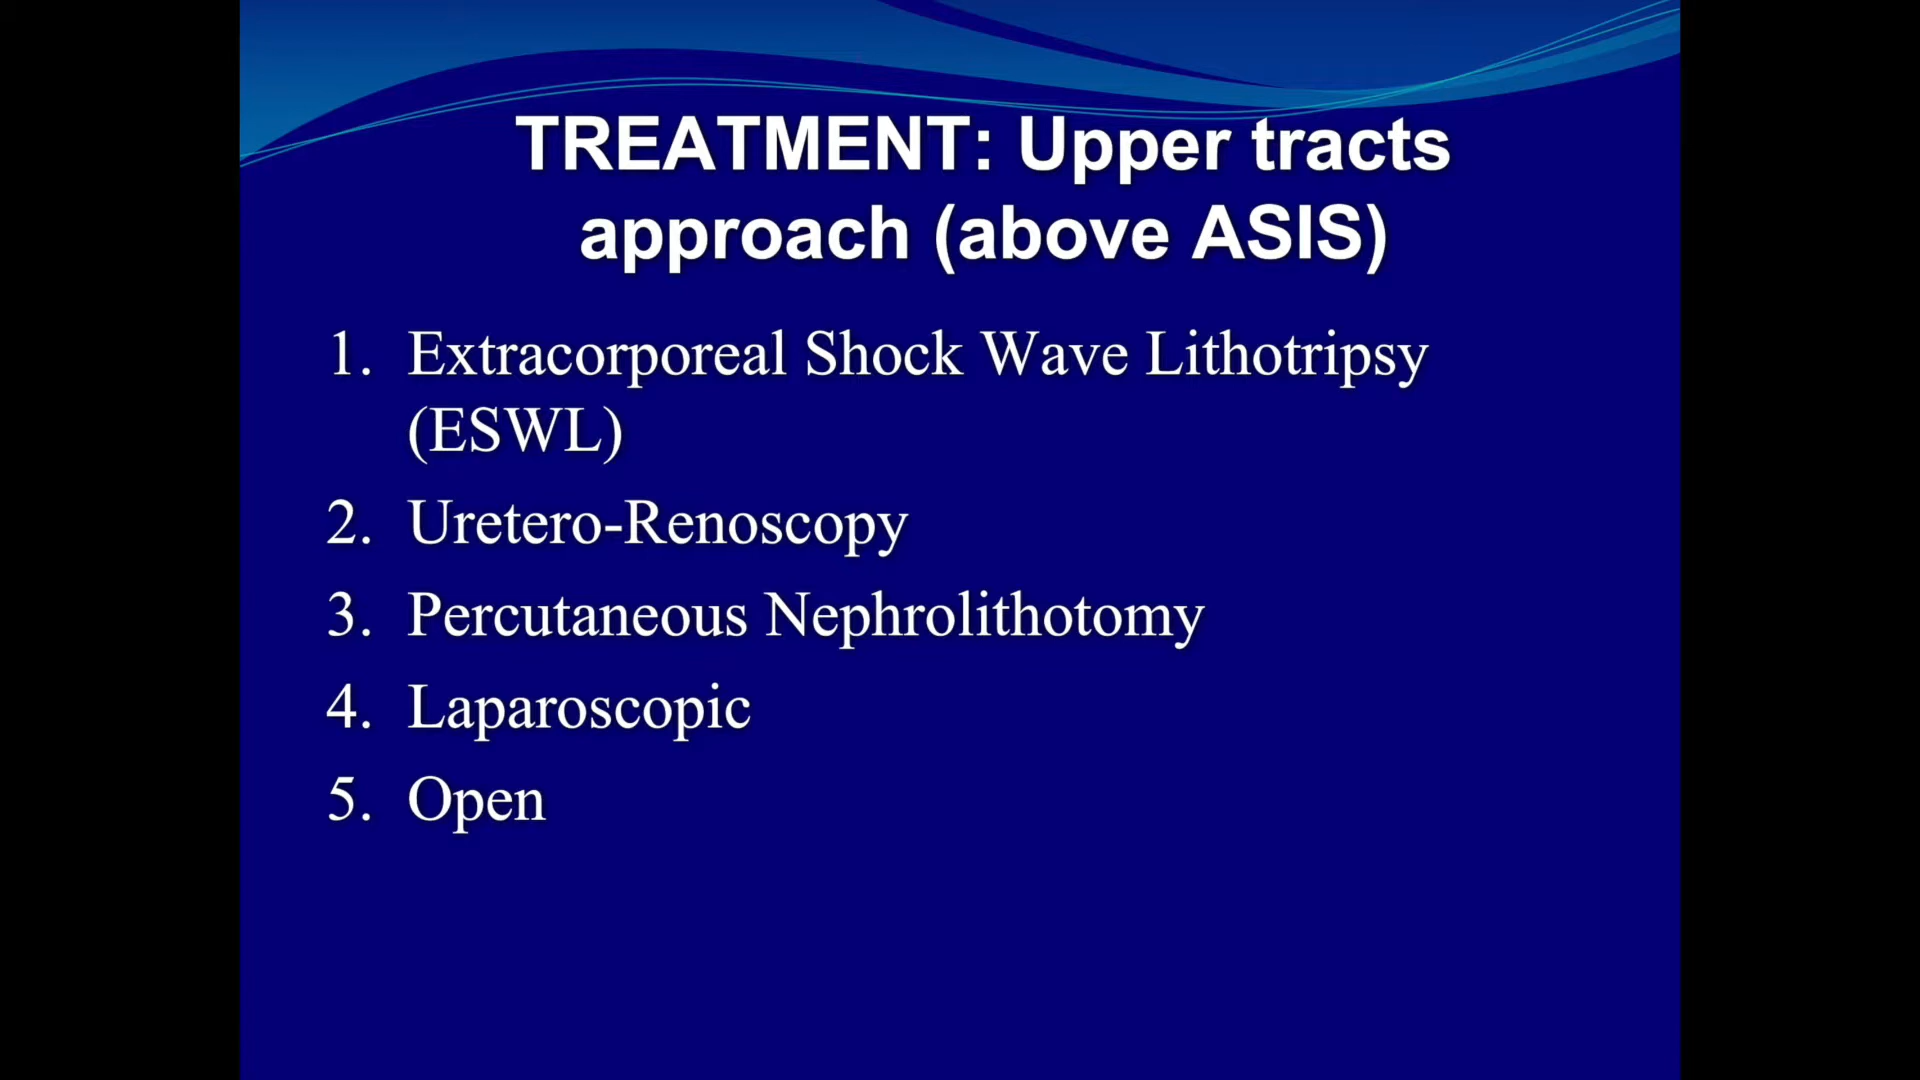 TREATMENT: Upper tracts
approach (above ASIS)
1. Extracorporeal Shock Wave Lithotripsy
(ESWL)
2. Uretero-Renoscopy
3. Percutaneous Nephrolithotomy
4. Laparoscopic
5. Open